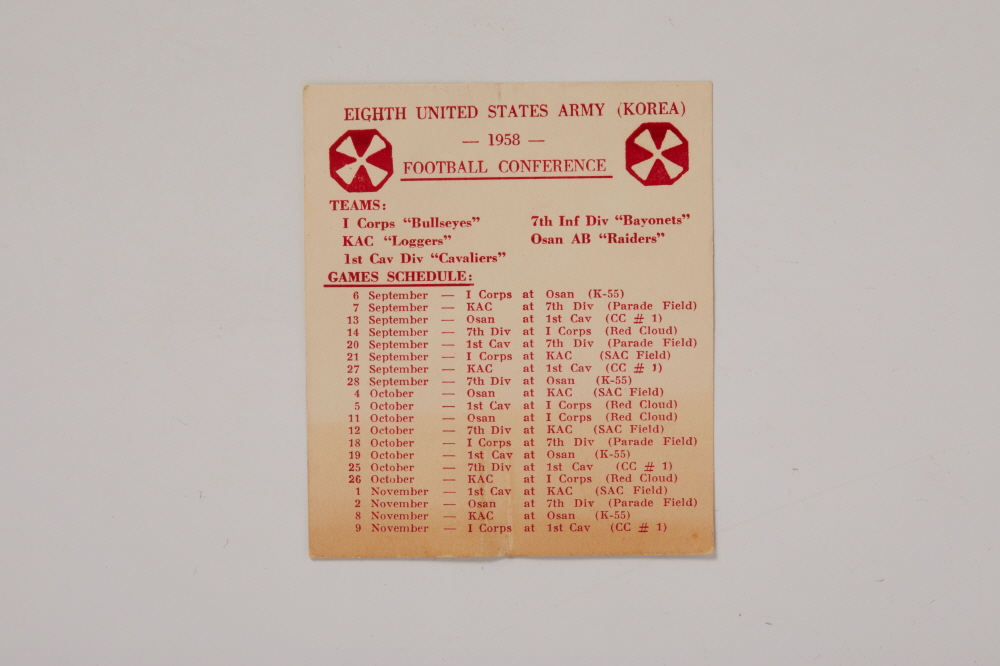 EIGHTH UNITED STATES ARMY (KOREA)
— 1958 —
FOOTBALL CONFERENCE
TEAMS:
I Corps “Bullseyes” 7th Inf Div “Bayonets”
KAC “Loggers” Osan AB “Raiders”
1st Cav Div “Cavaliers”
GAMES SCHEDULE:
6 September — I Corps at Osan (K-55)
7 September — KAC at 7th Div (Parade Field)
13 September — Osan at 1st Cav (CC # 1)
14 September — 7th Div at I Corps (Red Cloud)
20 September — 1st Cav at 7th Div (Parade Field)
21 September — I Corps at KAC (SAC Field)
27 September — KAC at 1st Cav (CC # 1)
28 September — 7th Div at Osan (K-55)
4 October — Osan at KAC (SAC Field)
5 October — 1st Cav at I Corps (Red Cloud)
11 October — Osan at I Corps (Red Cloud)
12 October — 7th Div at KAC (SAC Field)
18 October — I Corps at 7th Div (Parade Field)
19 October — 1st Cav at Osan (K-55)
25 October — 7th Div at 1st Cav (CC # 1)
26 October — KAC at I Corps (Red Cloud)
1 November — 1st Cav at KAC (SAC Field)
2 November — Osan at 7th Div (Parade Field)
8 November — KAC at Osan (K-55)
9 November — I Corps at 1st Cav (CC # 1)